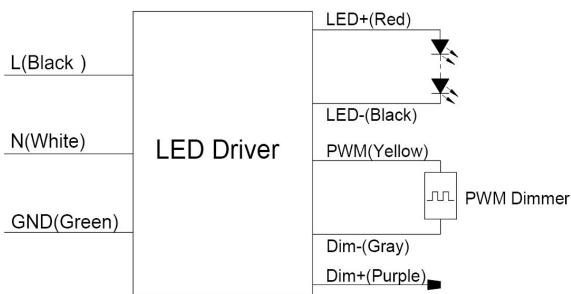 LED+(Red)
L(Black )
LED-(Black)
N(White)
LED Driver
PWM(Yellow)
PWM Dimmer
GND(Green)
Dim-(Gray)
Dim+(Purple)